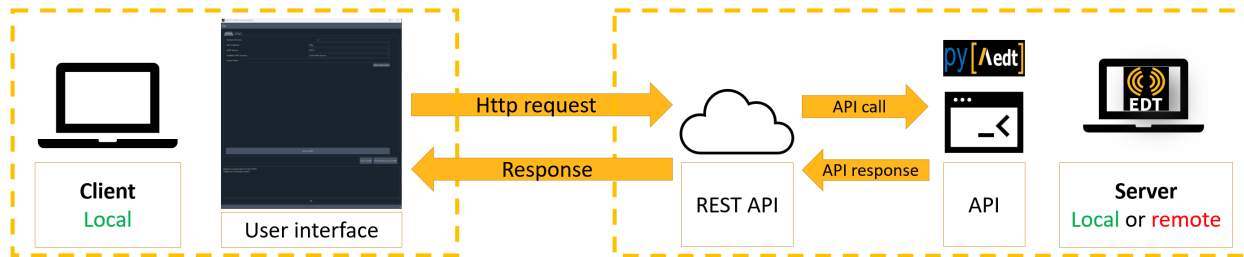 Client
Local
User interface
Http request
Response
REST API
API call
API response
py[Λedt]
API
EDT
Server
Local or remote